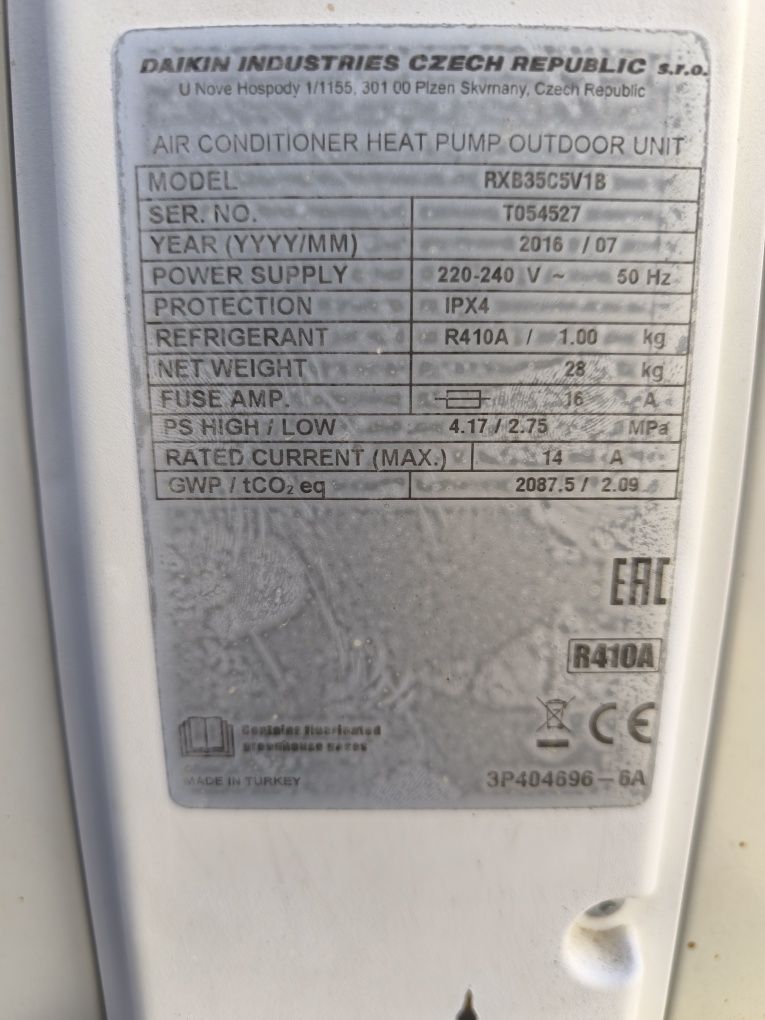 DAIKIN INDUSTRIES CZECH REPUBLIC s.r.o.
U Nove Hospody 1/1155, 301 00 Plzen Skvrnany, Czech Republic
AIR CONDITIONER HEAT PUMP OUTDOOR UNIT
MODEL RXB35C5V1B
SER. NO. T054527
YEAR (YYYY/MM) 2016 / 07
POWER SUPPLY 220-240 V ~ 50 Hz
PROTECTION IPX4
REFRIGERANT R410A / 1.00 kg
NET WEIGHT 28 kg
FUSE AMP. 16 A
PS HIGH / LOW 4.17 / 2.75 MPa
RATED CURRENT (MAX.) 14 A
GWP / tCO₂ eq 2087.5 / 2.09
EAC
R410A
Contains fluorinated
greenhouse gases
CE
MADE IN TURKEY 3P404696-6A